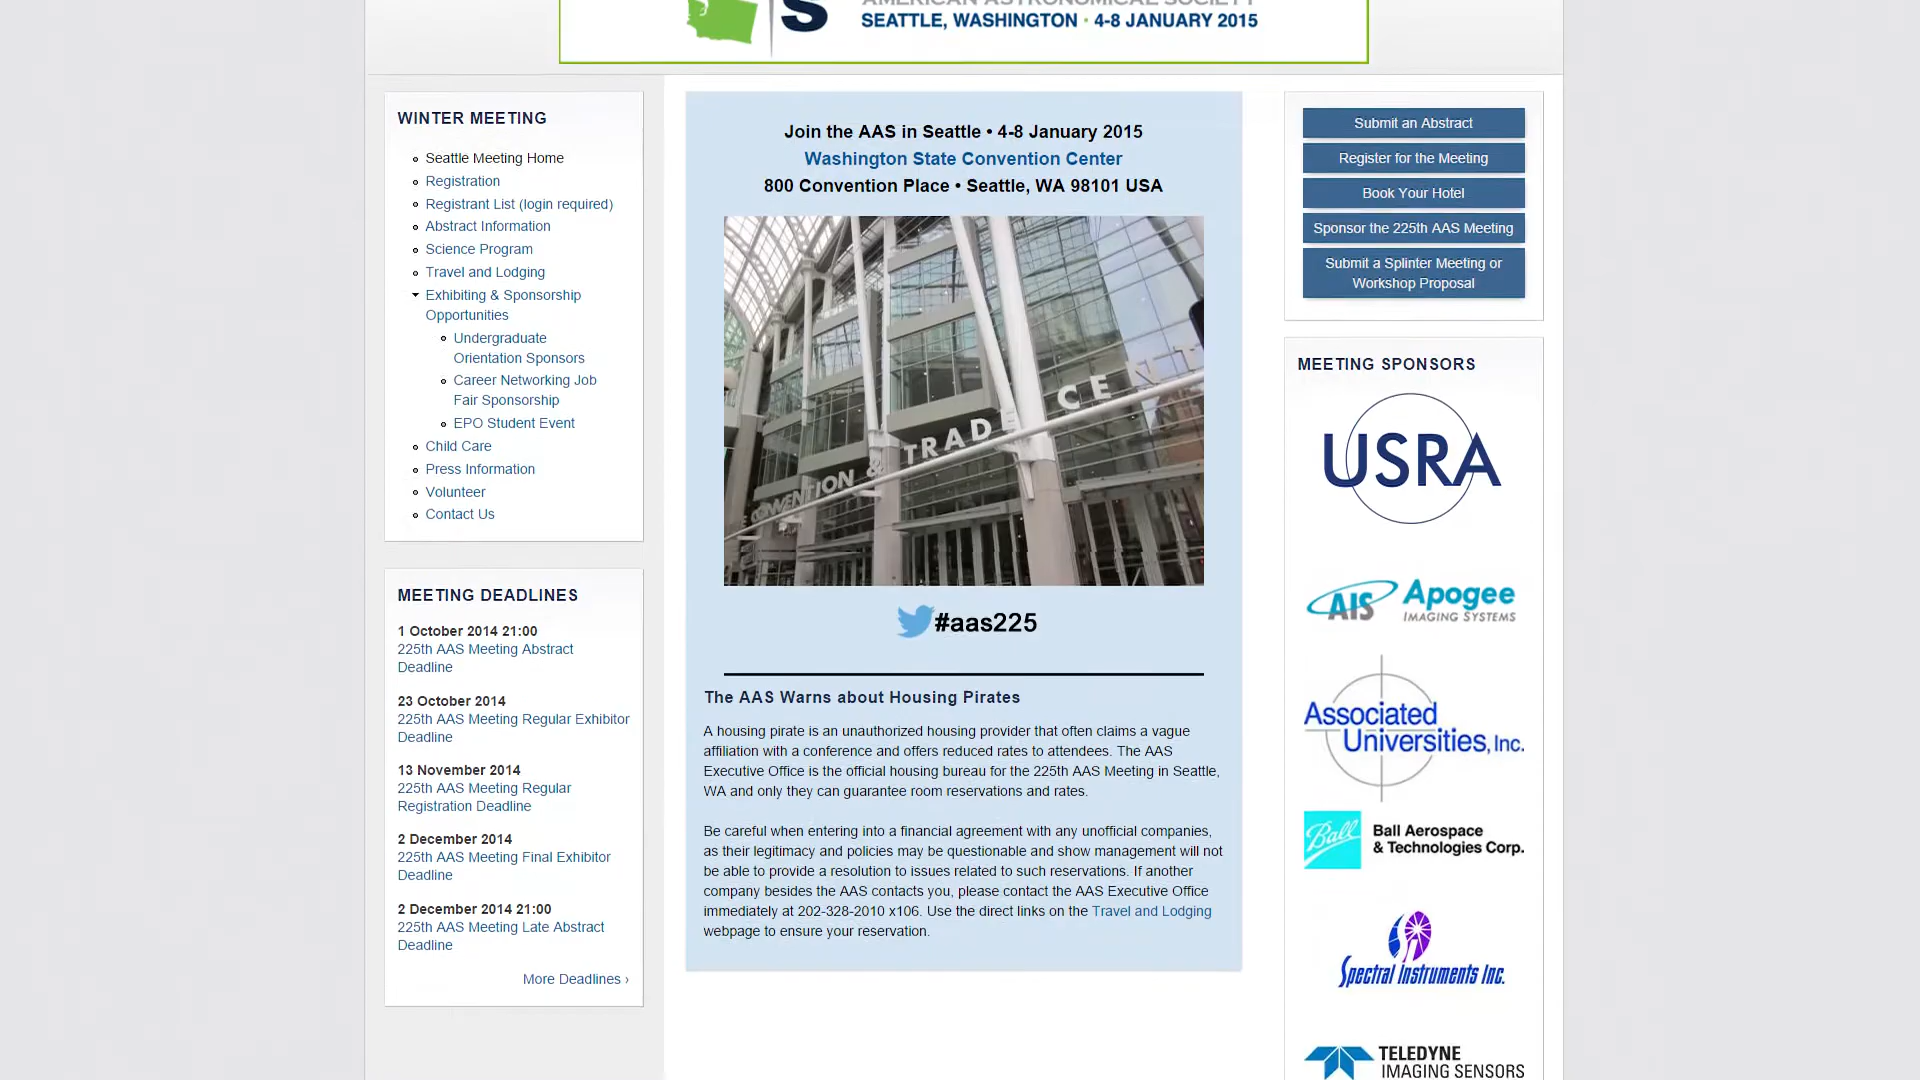 AMERICAN ASTRONOMICAL SOCIETY
SEATTLE, WASHINGTON • 4-8 JANUARY 2015
WINTER MEETING
Seattle Meeting Home
Registration
Registrant List (login required)
Abstract Information
Science Program
Travel and Lodging
Exhibiting & Sponsorship
Opportunities
Undergraduate
Orientation Sponsors
Career Networking Job
Fair Sponsorship
EPO Student Event
Child Care
Press Information
Volunteer
Contact Us
MEETING DEADLINES
1 October 2014 21:00
225th AAS Meeting Abstract
Deadline
23 October 2014
225th AAS Meeting Regular Exhibitor
Deadline
13 November 2014
225th AAS Meeting Regular
Registration Deadline
2 December 2014
225th AAS Meeting Final Exhibitor
Deadline
2 December 2014 21:00
225th AAS Meeting Late Abstract
Deadline
More Deadlines ›
Join the AAS in Seattle • 4-8 January 2015
Washington State Convention Center
800 Convention Place • Seattle, WA 98101 USA
CONVENTION & TRADE CENT
#aas225
The AAS Warns about Housing Pirates
A housing pirate is an unauthorized housing provider that often claims a vague
affiliation with a conference and offers reduced rates to attendees. The AAS
Executive Office is the official housing bureau for the 225th AAS Meeting in Seattle,
WA and only they can guarantee room reservations and rates.
Be careful when entering into a financial agreement with any unofficial companies,
as their legitimacy and policies may be questionable and show management will not
be able to provide a resolution to issues related to such reservations. If another
company besides the AAS contacts you, please contact the AAS Executive Office
immediately at 202-328-2010 x106. Use the direct links on the Travel and Lodging
webpage to ensure your reservation.
Submit an Abstract
Register for the Meeting
Book Your Hotel
Sponsor the 225th AAS Meeting
Submit a Splinter Meeting or
Workshop Proposal
MEETING SPONSORS
USRA
AIS Apogee
IMAGING SYSTEMS
Associated
Universities, Inc.
Ball Ball Aerospace
& Technologies Corp.
Spectral Instruments Inc.
TELEDYNE
IMAGING SENSORS